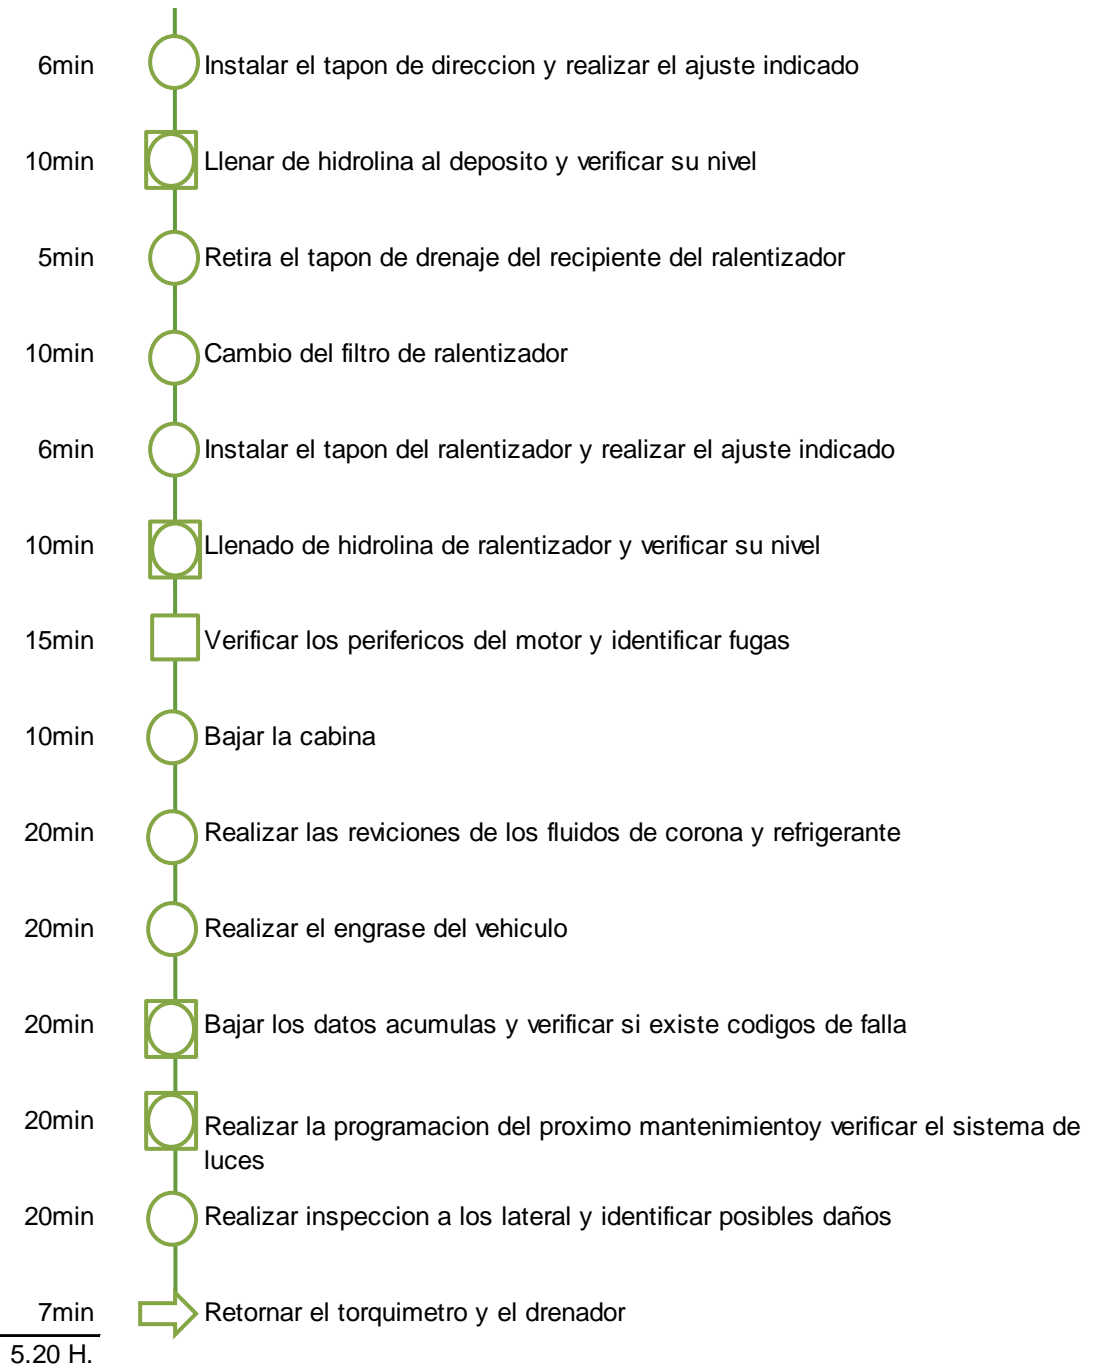 6min Instalar el tapon de direccion y realizar el ajuste indicado
10min Llenar de hidrolina al deposito y verificar su nivel
5min Retira el tapon de drenaje del recipiente del ralentizador
10min Cambio del filtro de ralentizador
6min Instalar el tapon del ralentizador y realizar el ajuste indicado
10min Llenado de hidrolina de ralentizador y verificar su nivel
15min Verificar los perifericos del motor y identificar fugas
10min Bajar la cabina
20min Realizar las reviciones de los fluidos de corona y refrigerante
20min Realizar el engrase del vehiculo
20min Bajar los datos acumulas y verificar si existe codigos de falla
20min Realizar la programacion del proximo mantenimientoy verificar el sistema de
luces
20min Realizar inspeccion a los lateral y identificar posibles daños
7min Retornar el torquimetro y el drenador
5.20 H.